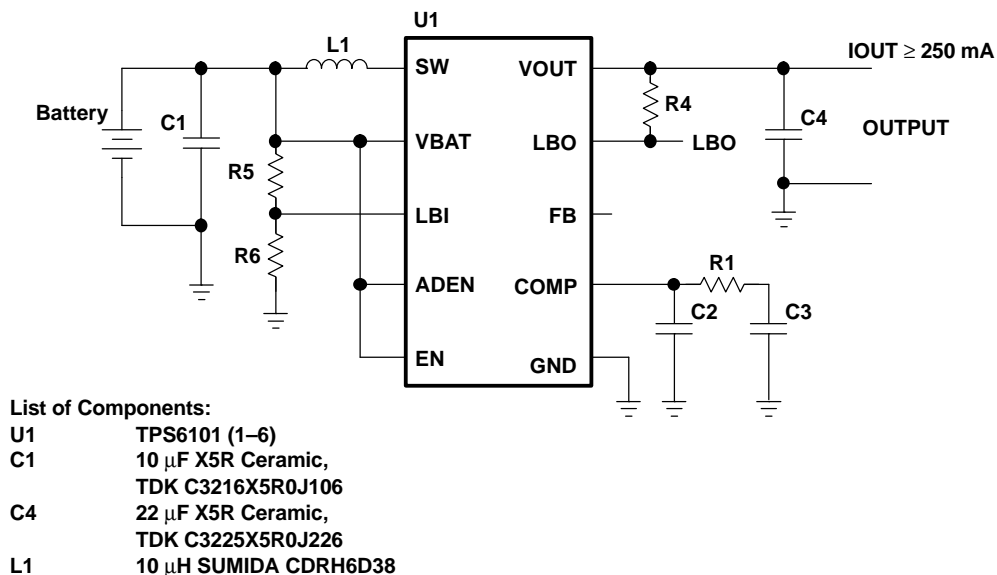 U1
L1
SW
VOUT
IOUT ≥ 250 mA
R4
Battery
C1
C4
OUTPUT
VBAT
LBO
LBO
R5
LBI
FB
R6
R1
ADEN
COMP
C2
C3
EN
GND
List of Components:
U1 TPS6101 (1–6)
C1 10 μF X5R Ceramic,
TDK C3216X5R0J106
C4 22 μF X5R Ceramic,
TDK C3225X5R0J226
L1 10 μH SUMIDA CDRH6D38